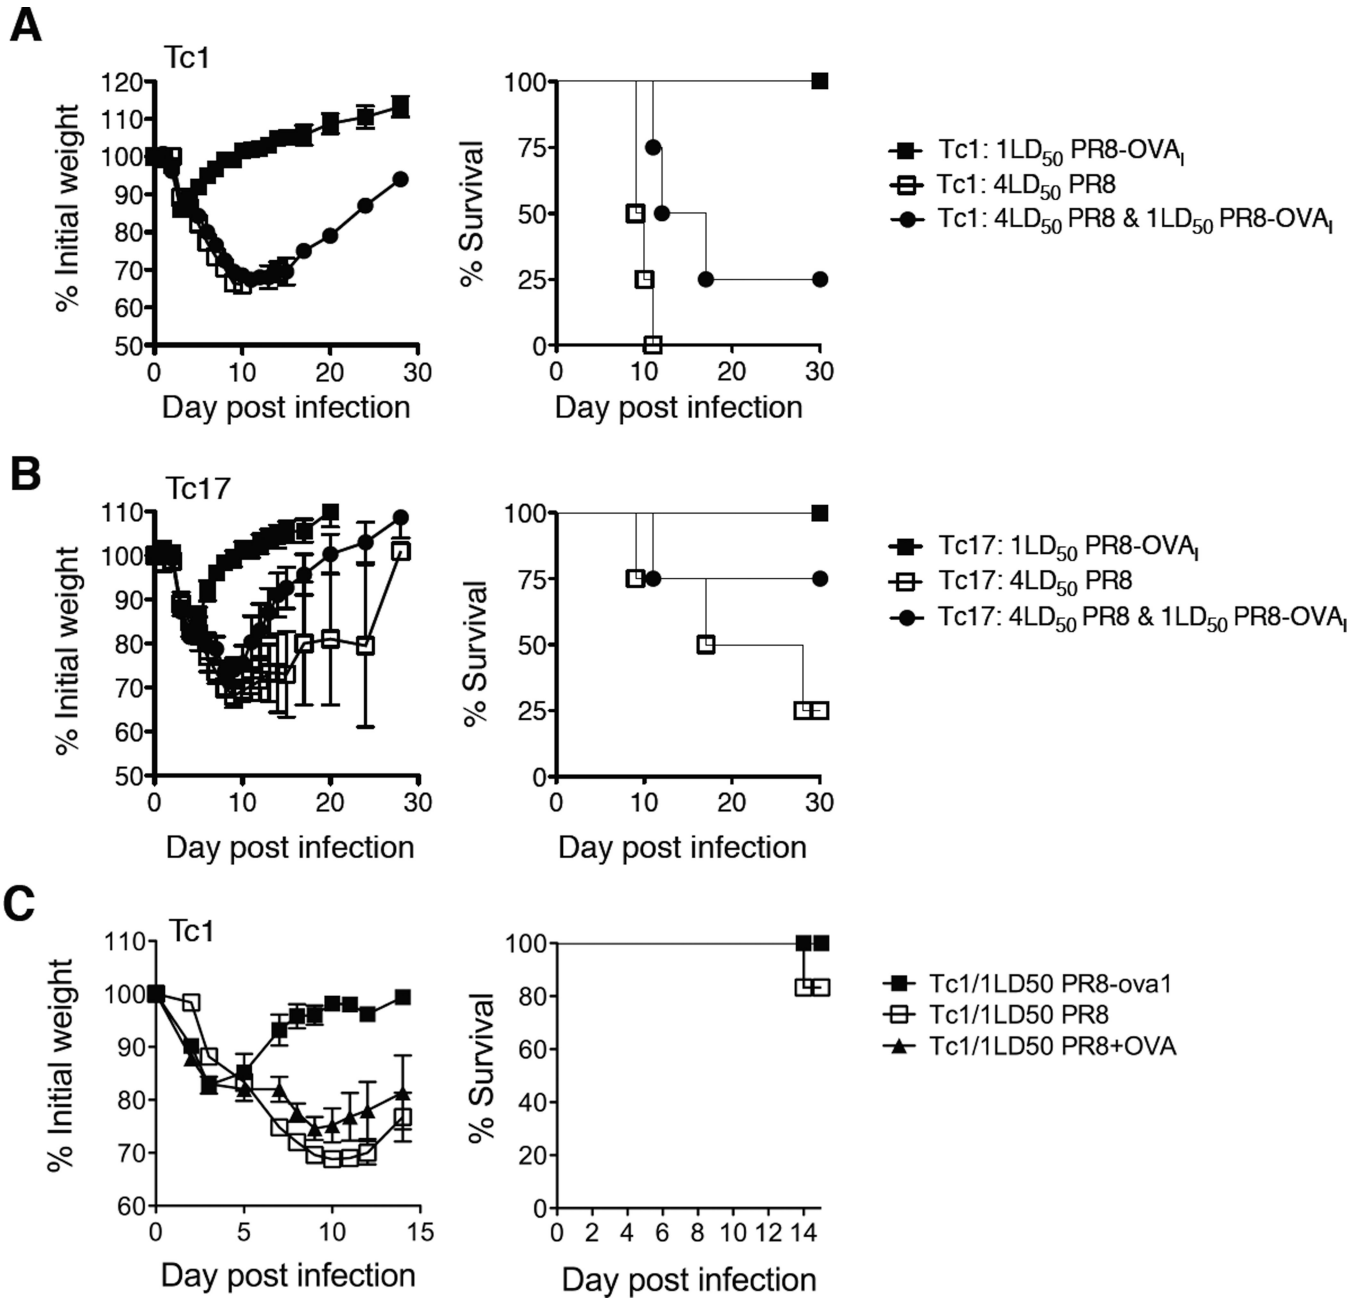 A
Tc1
120
110
100
90
80
70
60
50
% Initial weight
0 10 20 30
Day post infection
100
75
50
25
0
% Survival
0 10 20 30
Day post infection
Tc1: 1LD50 PR8-OVAI
Tc1: 4LD50 PR8
Tc1: 4LD50 PR8 & 1LD50 PR8-OVAI
B
Tc17
110
100
90
80
70
60
50
% Initial weight
0 10 20 30
Day post infection
100
75
50
25
0
% Survival
0 10 20 30
Day post infection
Tc17: 1LD50 PR8-OVAI
Tc17: 4LD50 PR8
Tc17: 4LD50 PR8 & 1LD50 PR8-OVAI
C
Tc1
110
100
90
80
70
60
% Initial weight
0 5 10 15
Day post infection
100
80
60
40
20
0
% Survival
0 2 4 6 8 10 12 14
Day post infection
Tc1/1LD50 PR8-ova1
Tc1/1LD50 PR8
Tc1/1LD50 PR8+OVA